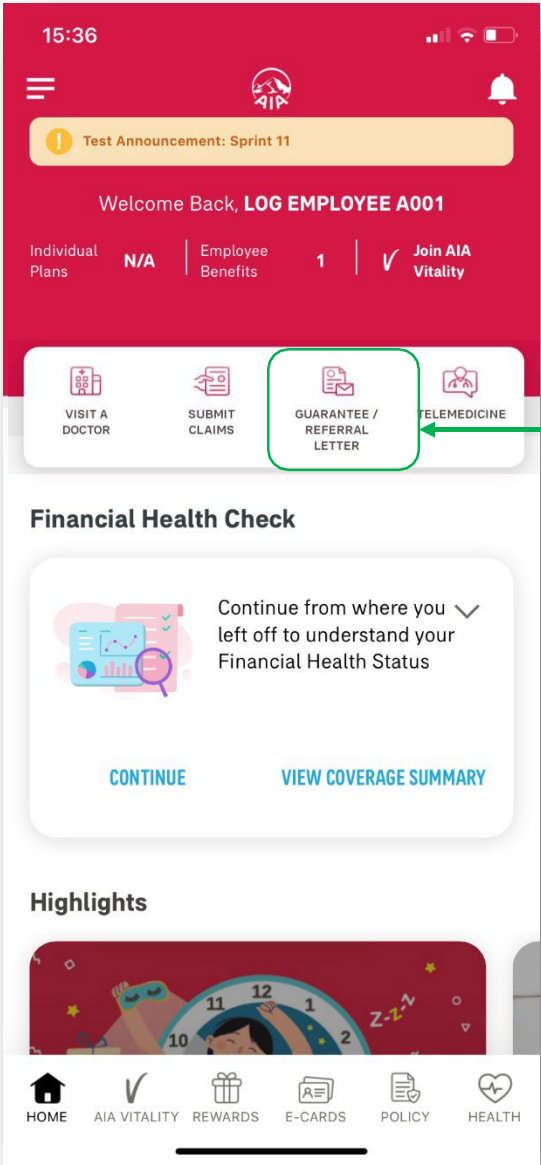 15:36
AIA
Test Announcement: Sprint 11
Welcome Back, LOG EMPLOYEE A001
Individual Plans N/A
Employee Benefits 1
Join AIA Vitality
VISIT A DOCTOR
SUBMIT CLAIMS
GUARANTEE / REFERRAL LETTER
TELEMEDICINE
Financial Health Check
Continue from where you
left off to understand your
Financial Health Status
CONTINUE
VIEW COVERAGE SUMMARY
Highlights
10 11 12 1 2
Z-Z-Z
HOME
AIA VITALITY
REWARDS
E-CARDS
POLICY
HEALTH